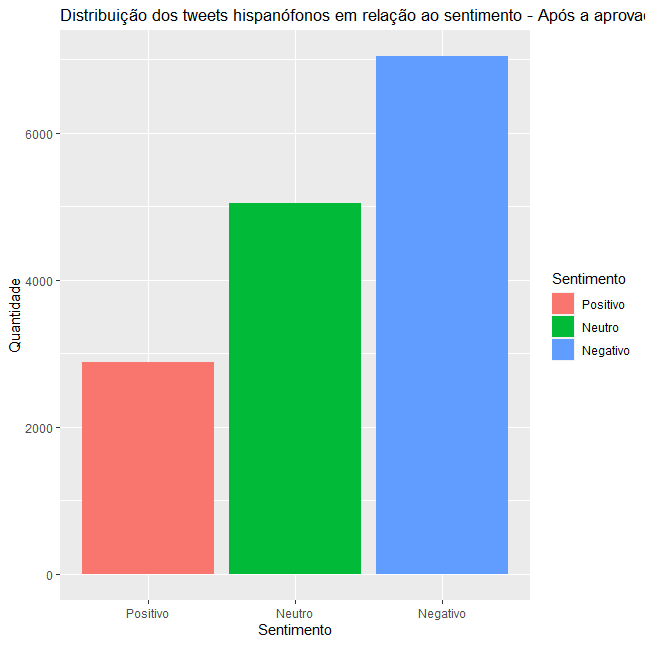 Distribuição dos tweets hispanófonos em relação ao sentimento - Após a
Quantidade
6000
4000
2000
0
Positivo Neutro Negativo
Sentimento
Sentimento
Positivo
Neutro
Negativo